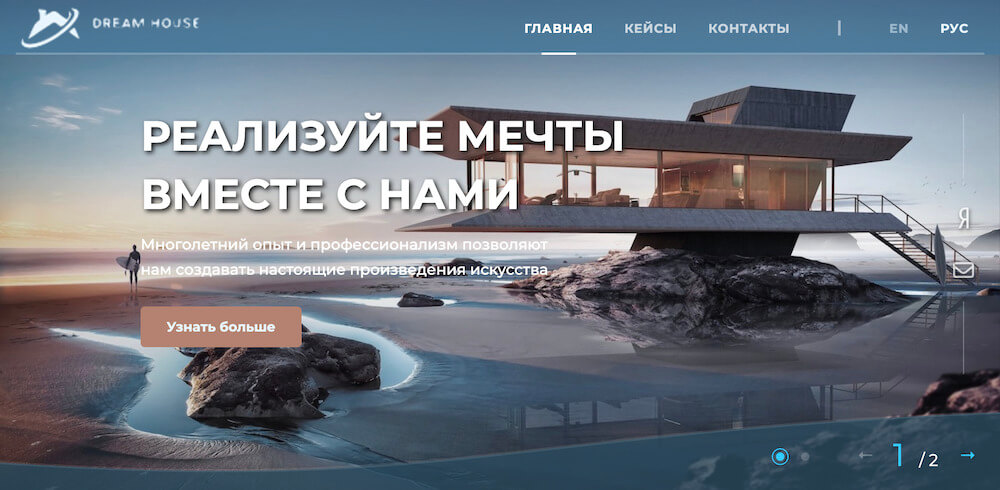 DREAM HOUSE
ГЛАВНАЯ КЕЙСЫ КОНТАКТЫ | EN РУС
РЕАЛИЗУЙТЕ МЕЧТЫ
ВМЕСТЕ С НАМИ
Многолетний опыт и профессионализм позволяют
нам создавать настоящие произведения искусства
Я
Узнать больше
← 1 / 2 →